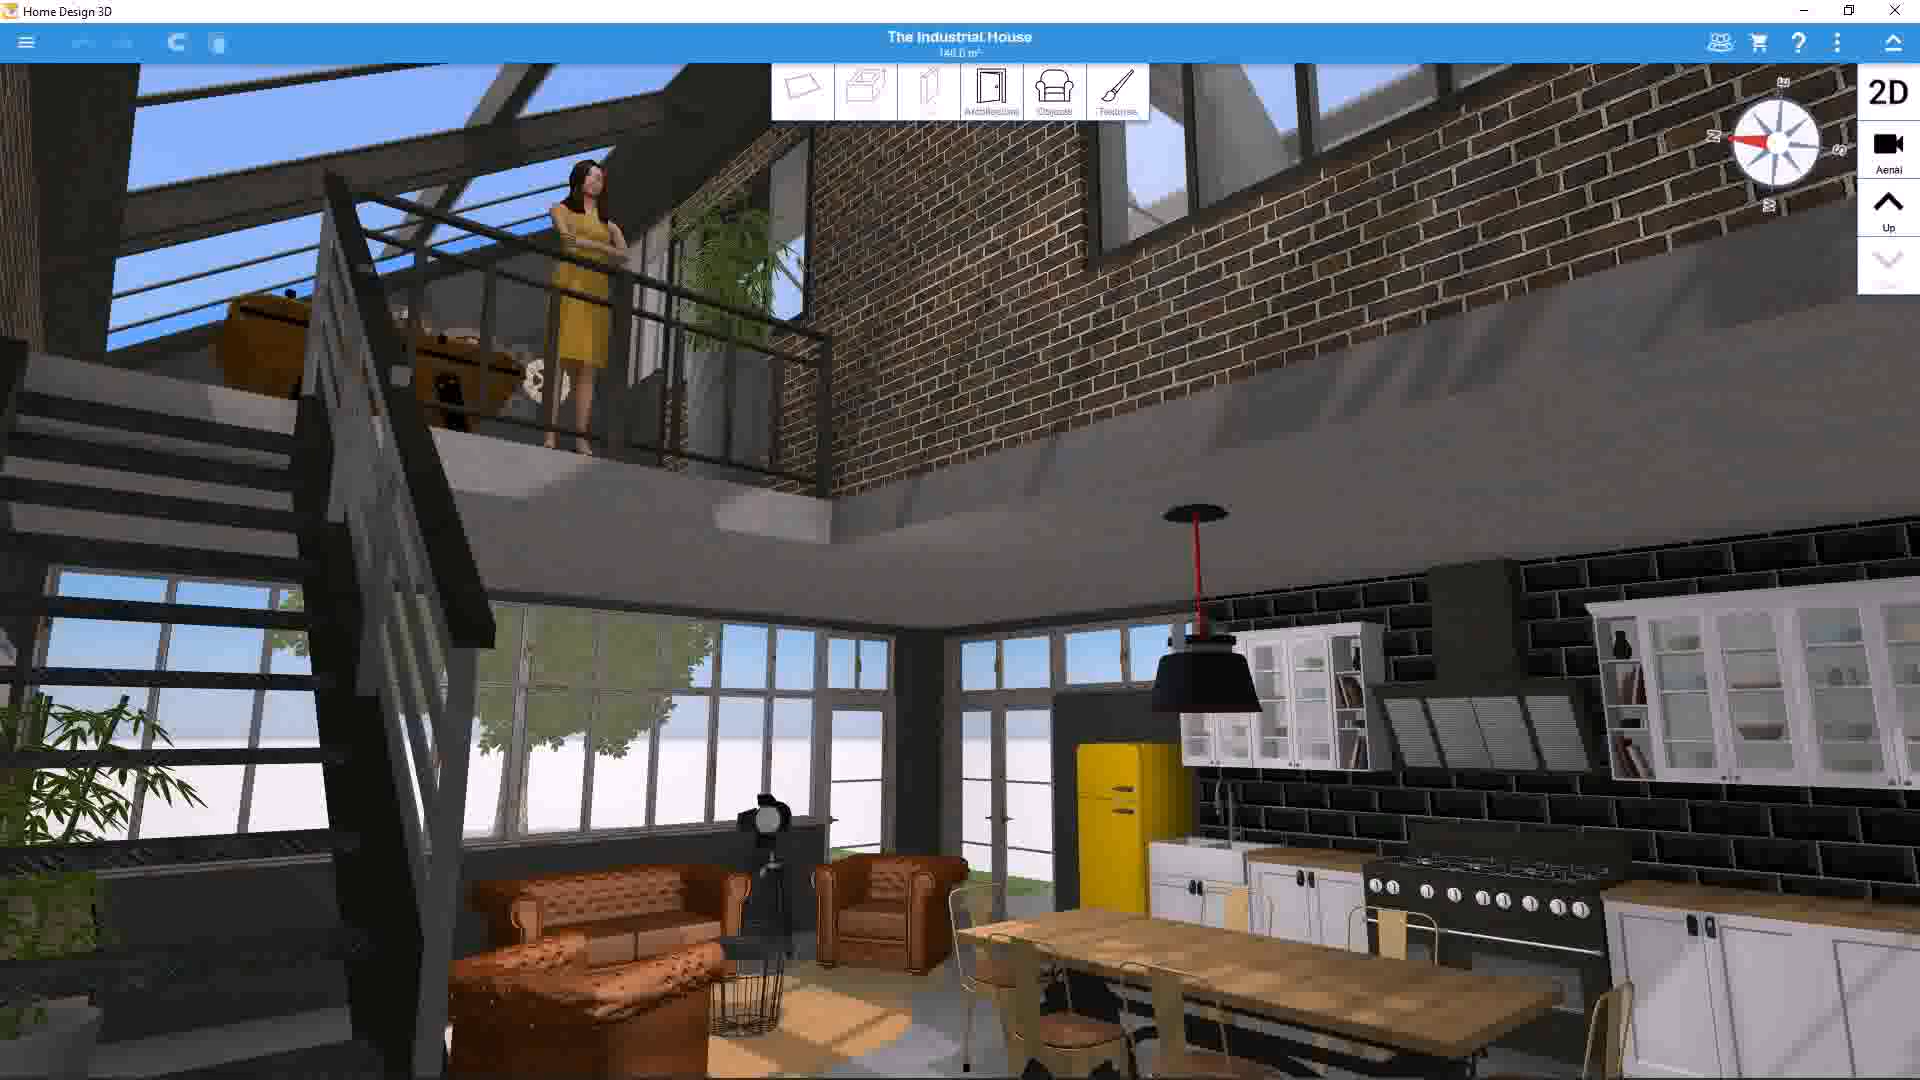 Home Design 3D
The Industrial House
140.0 m²
Architecture
Objects
Textures
E
N
S
W
2D
Aerial
Up